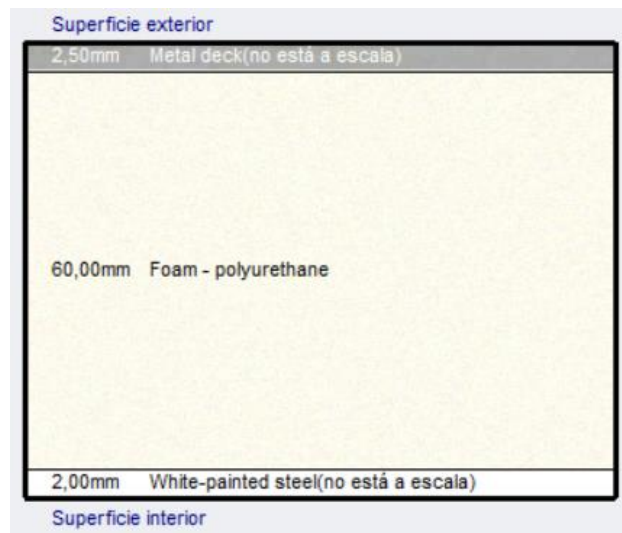 Superficie exterior
2,50mm Metal deck(no está a escala)
60,00mm Foam - polyurethane
2,00mm White-painted steel(no está a escala)
Superficie interior